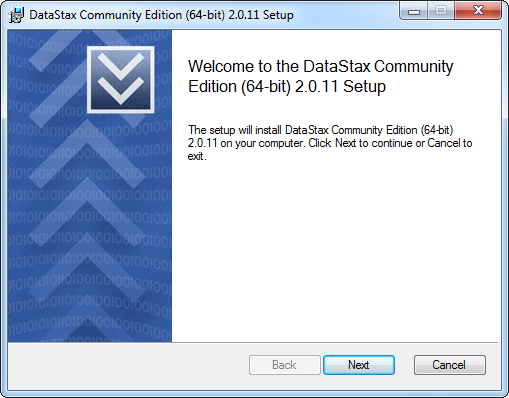 DataStax Community Edition (64-bit) 2.0.11 Setup
Welcome to the DataStax Community
Edition (64-bit) 2.0.11 Setup
The setup will install DataStax Community Edition (64-bit)
2.0.11 on your computer. Click Next to continue or Cancel to
exit.
Back Next Cancel